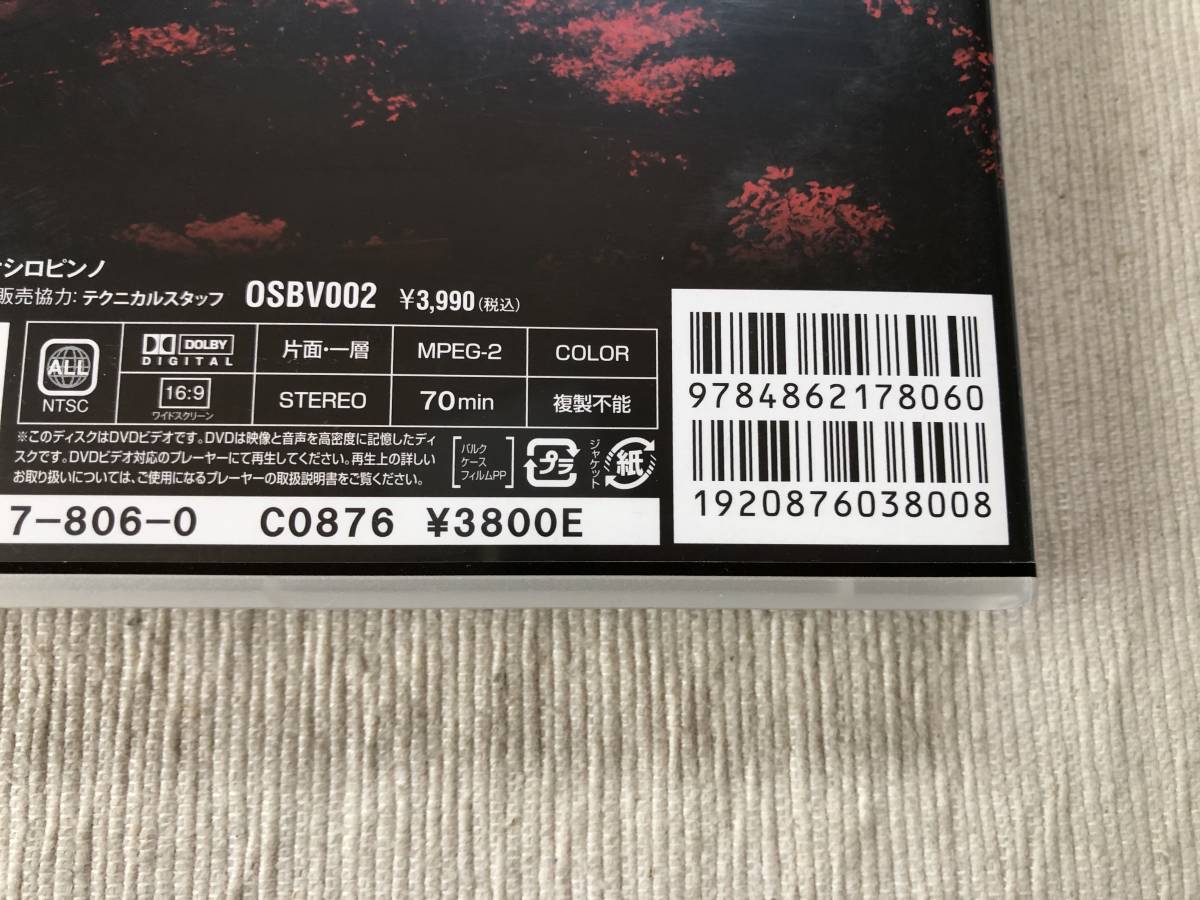 シロピンノ
販売協力: テクニカルスタッフ OSBV002 ¥3,990(税込)
ALL
NTSC
DOLBY
DIGITAL
片面・一層
MPEG-2
COLOR
16:9
ワイドスクリーン
STEREO
70min
複製不能
※このディスクはDVDビデオです。DVDは映像と音声を高密度に記憶したディ
スクです。DVDビデオ対応のプレーヤーにて再生してください。再生上の詳しい
お取り扱いについては、ご使用になるプレーヤーの取扱説明書をご覧ください。
バルク
ケース
フィルムPP
プラ
ジャケット
紙
7-806-0 C0876 ¥3800E
9784862178060
1920876038008